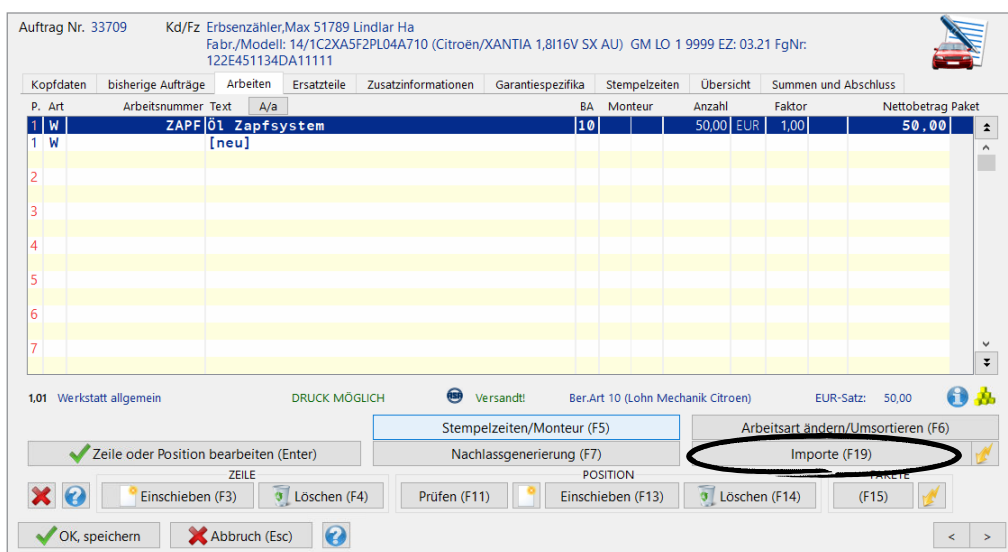 Auftrag Nr. 33709 Kd/Fz Erbsenzähler,Max 51789 Lindlar Ha
Fabr./Modell: 14/1C2XA5F2PL04A710 (Citroën/XANTIA 1,8I16V SX AU) GM LO 1 9999 EZ: 03.21 FgNr:
122E451134DA11111
Kopfdaten bisherige Aufträge Arbeiten Ersatzteile Zusatzinformationen Garantiespezifika Stempelzeiten Übersicht Summen und Abschluss
P. Art Arbeitsnummer Text A/a BA Monteur Anzahl Faktor Nettobetrag Paket
1 W ZAPF Öl Zapfsystem 10 50,00 EUR 1,00 50,00
1 W [neu]
2
3
4
5
6
7
1,01 Werkstatt allgemein DRUCK MÖGLICH ASA Versandt! Ber.Art 10 (Lohn Mechanik Citroen) EUR-Satz: 50,00
Stempelzeiten/Monteur (F5) Arbeitsart ändern/Umsortieren (F6)
Zeile oder Position bearbeiten (Enter) Nachlassgenerierung (F7) Importe (F19)
ZEILE POSITION PAKETE
Einschieben (F3) Löschen (F4) Prüfen (F11) Einschieben (F13) Löschen (F14) (F15)
OK, speichern Abbruch (Esc) < >